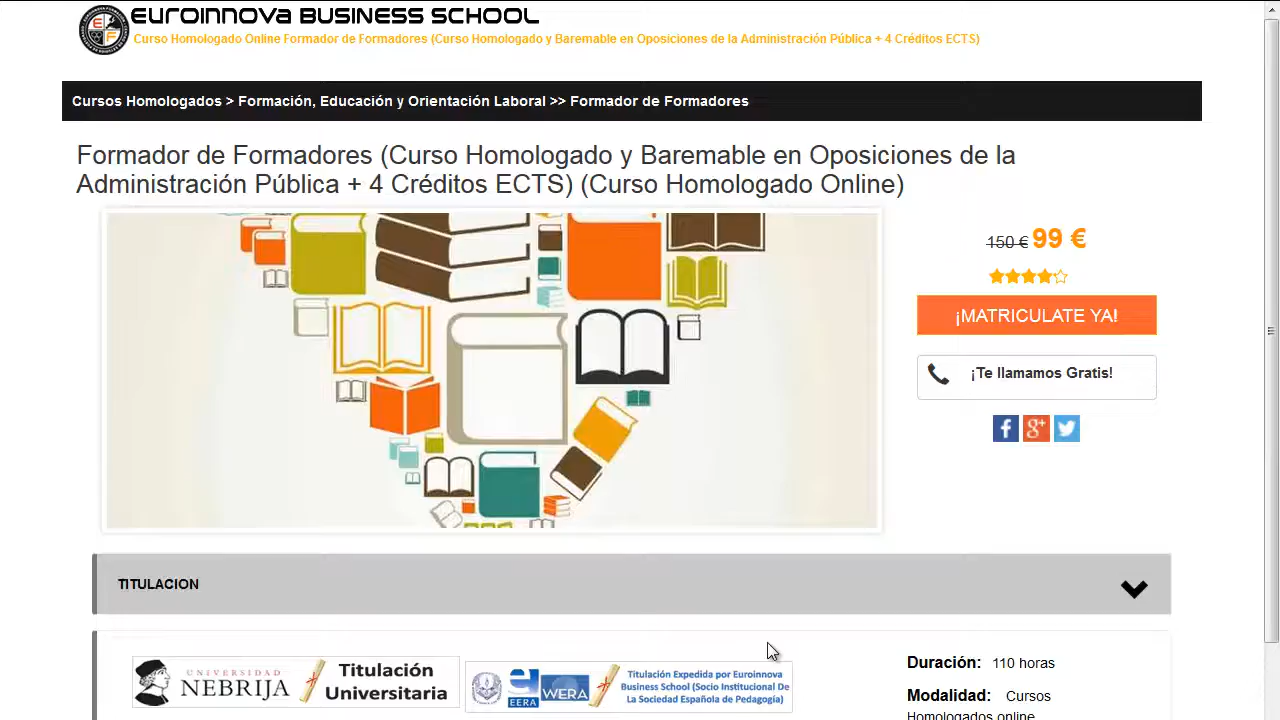 EUROINNOVA BUSINESS SCHOOL
Curso Homologado Online Formador de Formadores (Curso Homologado y Baremable en Oposiciones de la Administración Pública + 4 Créditos ECTS)
Cursos Homologados > Formación, Educación y Orientación Laboral >> Formador de Formadores
Formador de Formadores (Curso Homologado y Baremable en Oposiciones de la
Administración Pública + 4 Créditos ECTS) (Curso Homologado Online)
150 € 99 €
¡MATRICULATE YA!
¡Te llamamos Gratis!
TITULACION
UNIVERSIDAD
NEBRIJA
Titulación
Universitaria
EERA
WERA
Titulación Expedida por Euroinnova
Business School (Socio Institucional De
La Sociedad Española de Pedagogía)
Duración: 110 horas
Modalidad: Cursos
Homologados online